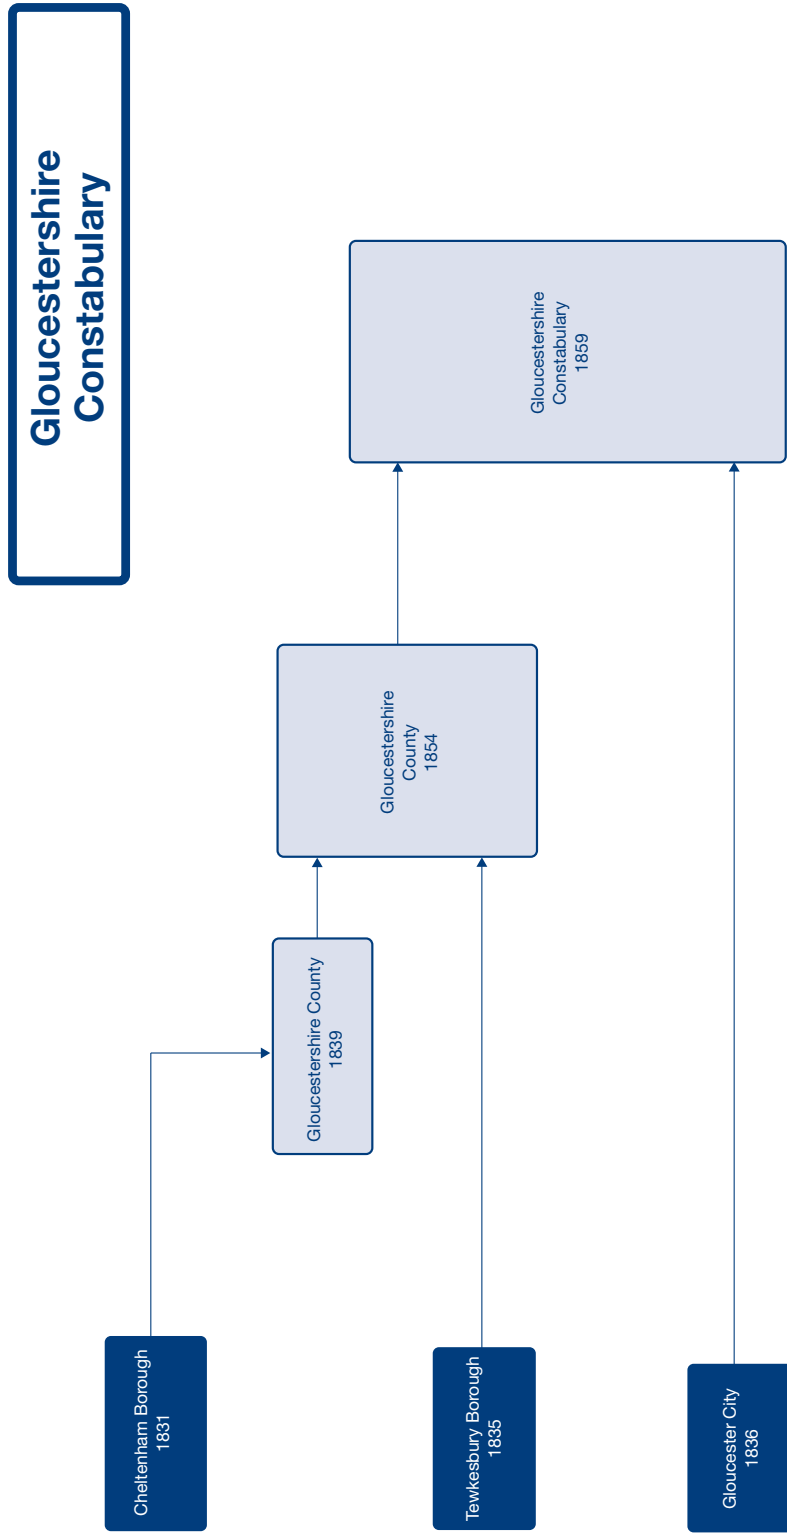 Gloucestershire
Constabulary
Cheltenham Borough
1831
Gloucestershire County
1839
Gloucestershire
County
1854
Tewkesbury Borough
1835
Gloucestershire
Constabulary
1859
Gloucester City
1836